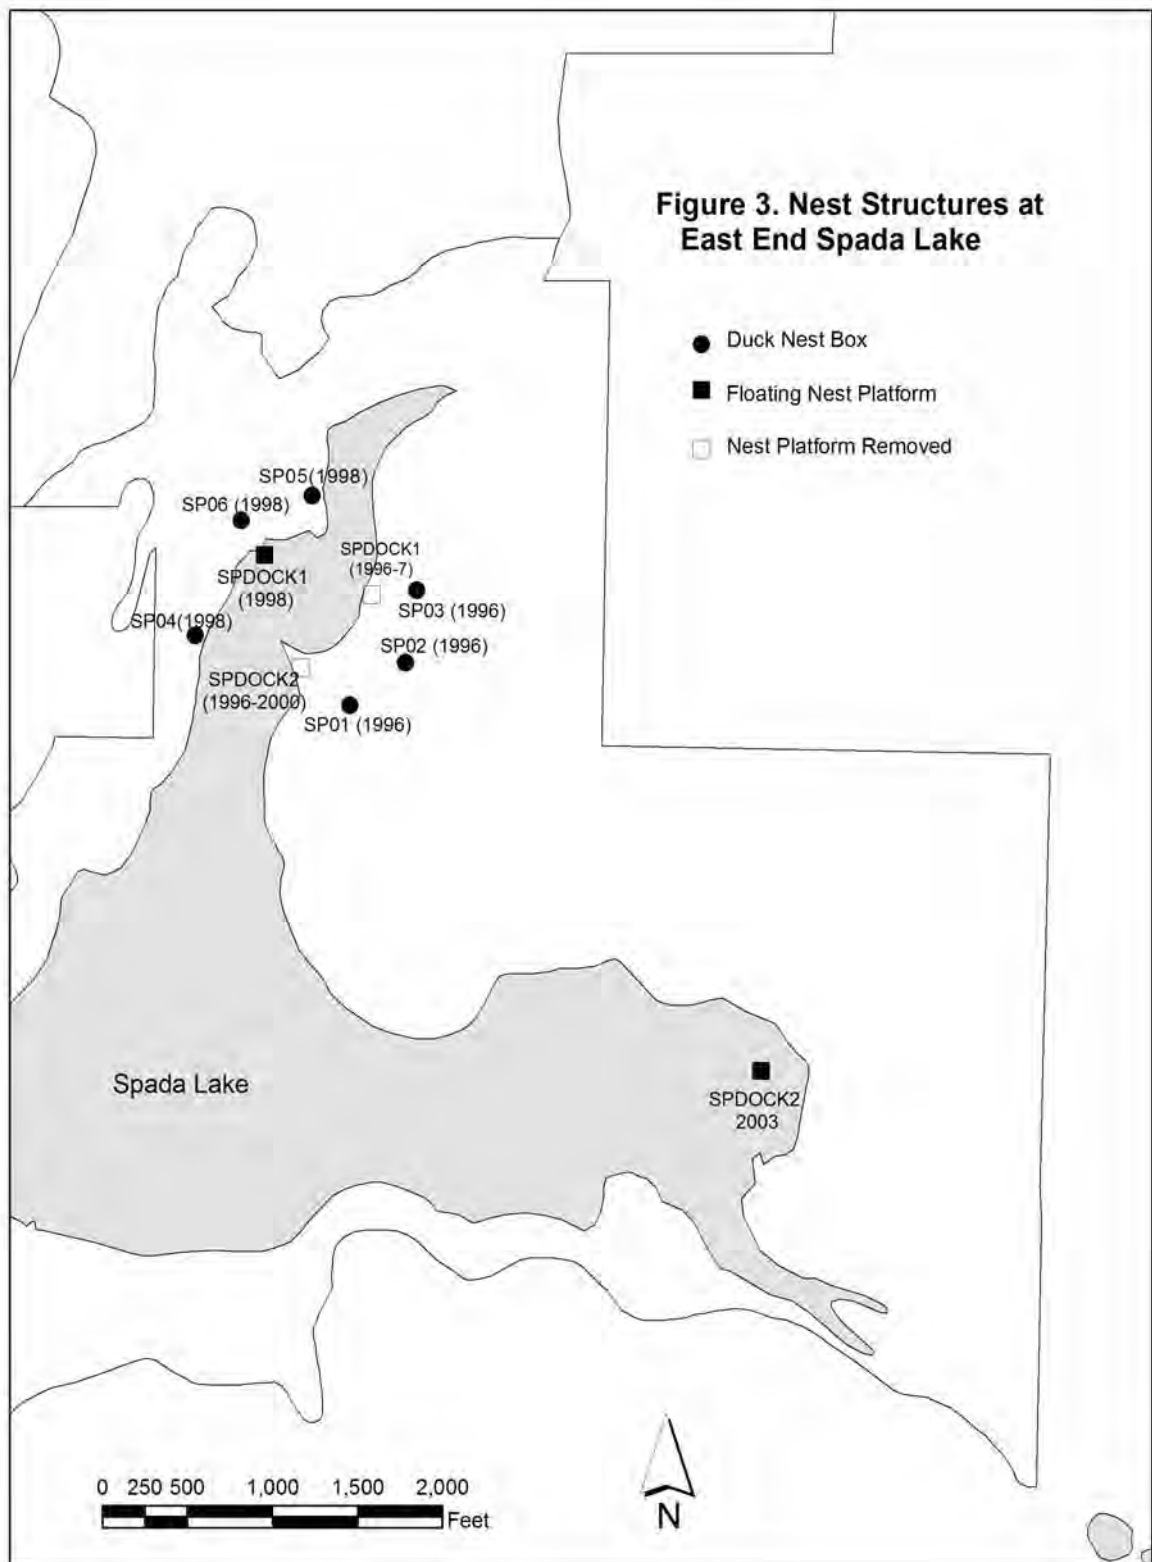 Figure 3. Nest Structures at
East End Spada Lake
Duck Nest Box
Floating Nest Platform
Nest Platform Removed
SP05(1998)
SP06 (1998)
SPDOCK1
(1996-7)
SPDOCK1
(1998)
SP03 (1996)
SP04(1998)
SP02 (1996)
SPDOCK2
(1996-2000)
SP01 (1996)
Spada Lake
SPDOCK2
2003
0 250 500 1,000 1,500 2,000
Feet
N